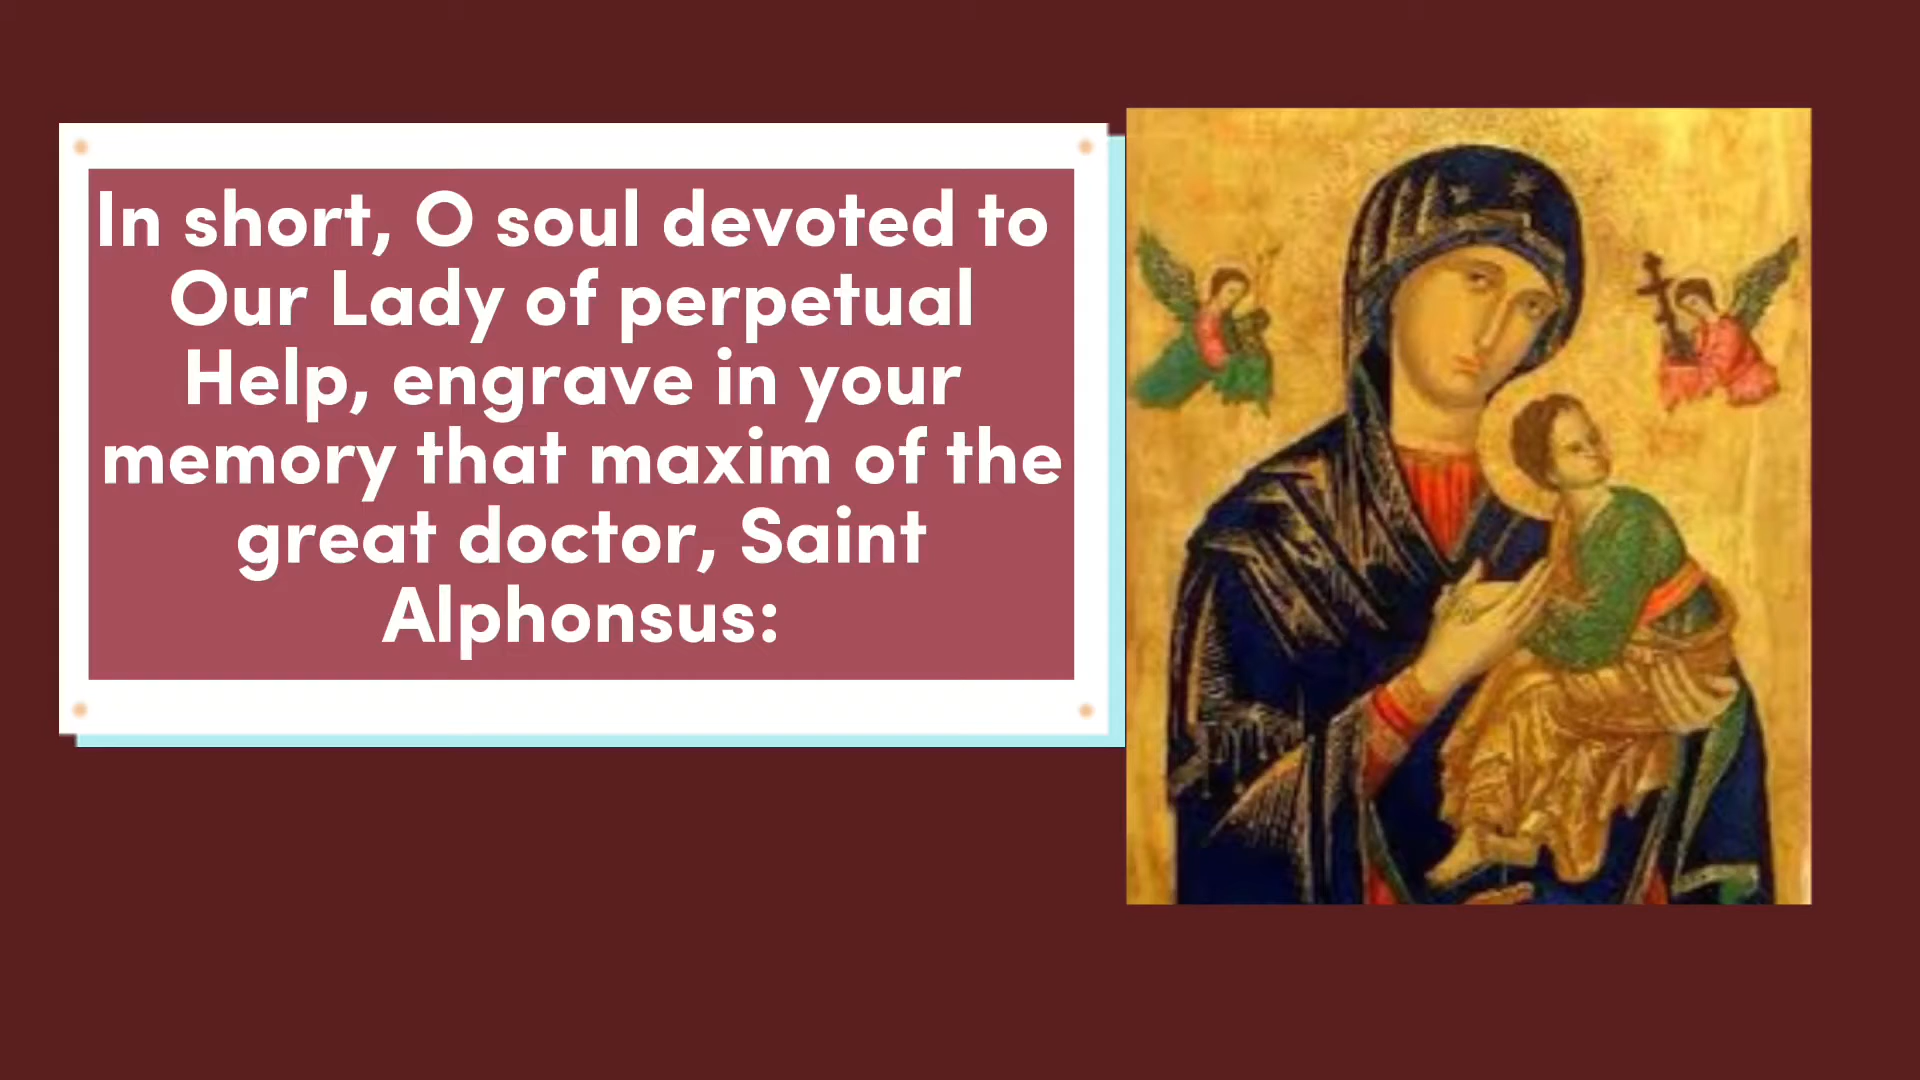 In short, O soul devoted to
Our Lady of perpetual
Help, engrave in your
memory that maxim of the
great doctor, Saint
Alphonsus: